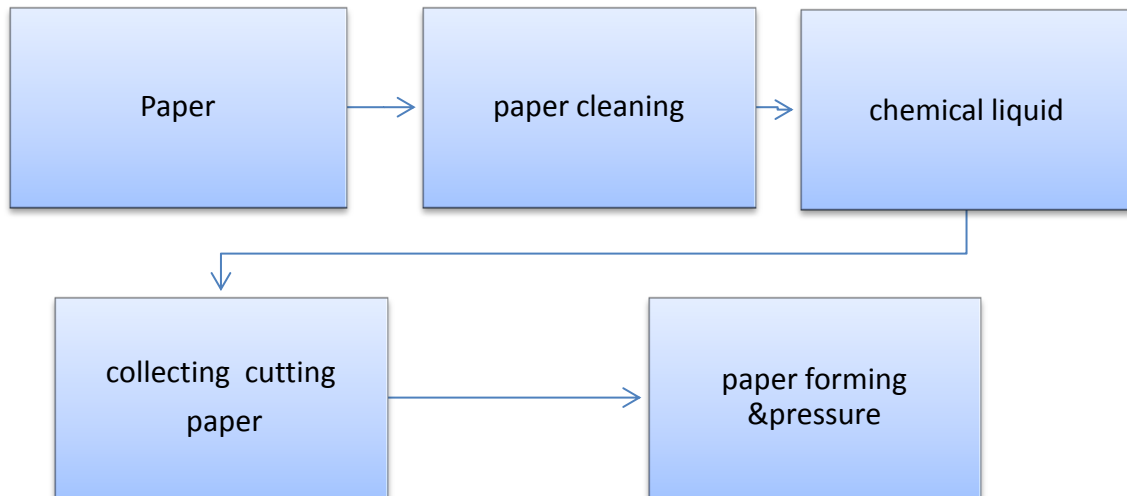 Paper
paper cleaning
chemical liquid
collecting  cutting
paper
paper forming
&pressure